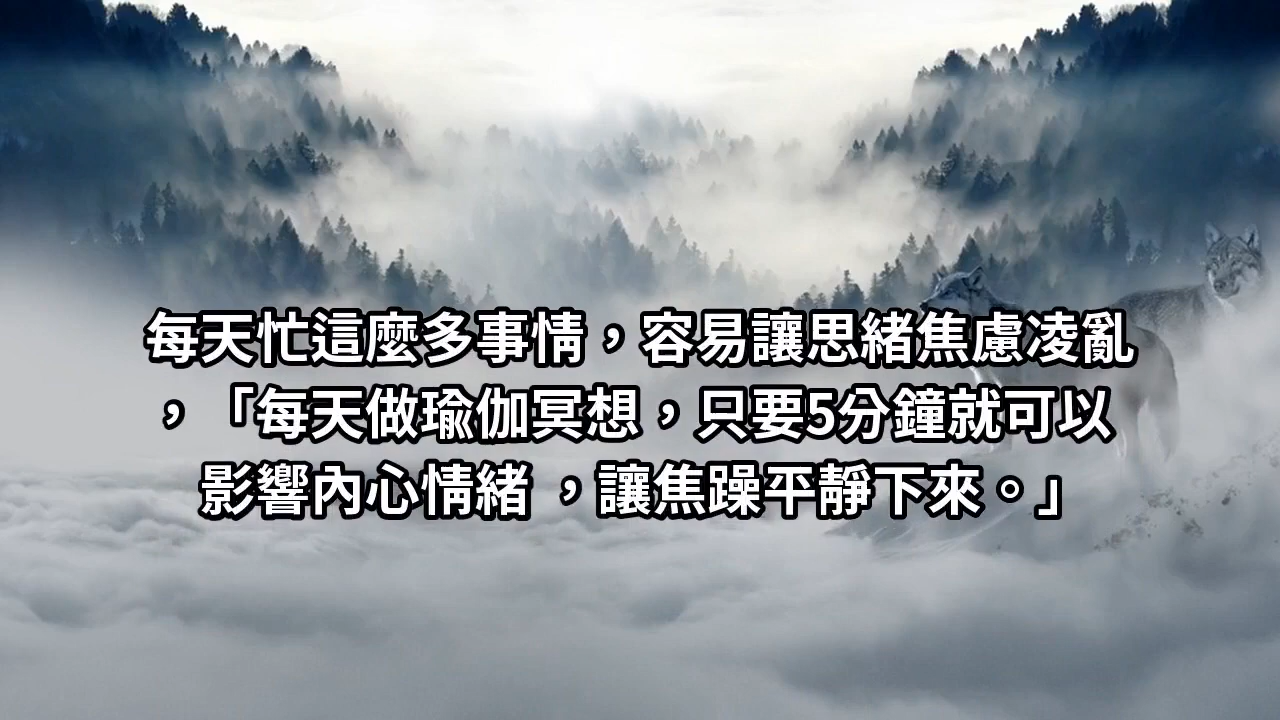 每天忙這麼多事情，容易讓思緒焦慮凌亂
，「每天做瑜伽冥想，只要5分鐘就可以
影響內心情緒 ，讓焦躁平靜下來。」